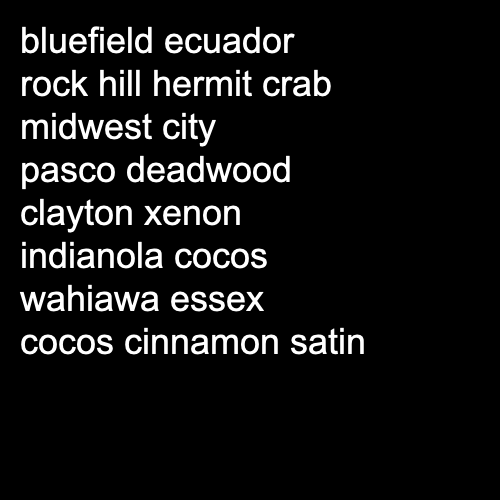 bluefield ecuador
rock hill hermit crab
midwest city
pasco deadwood
clayton xenon
indianola cocos
wahiawa essex
cocos cinnamon satin